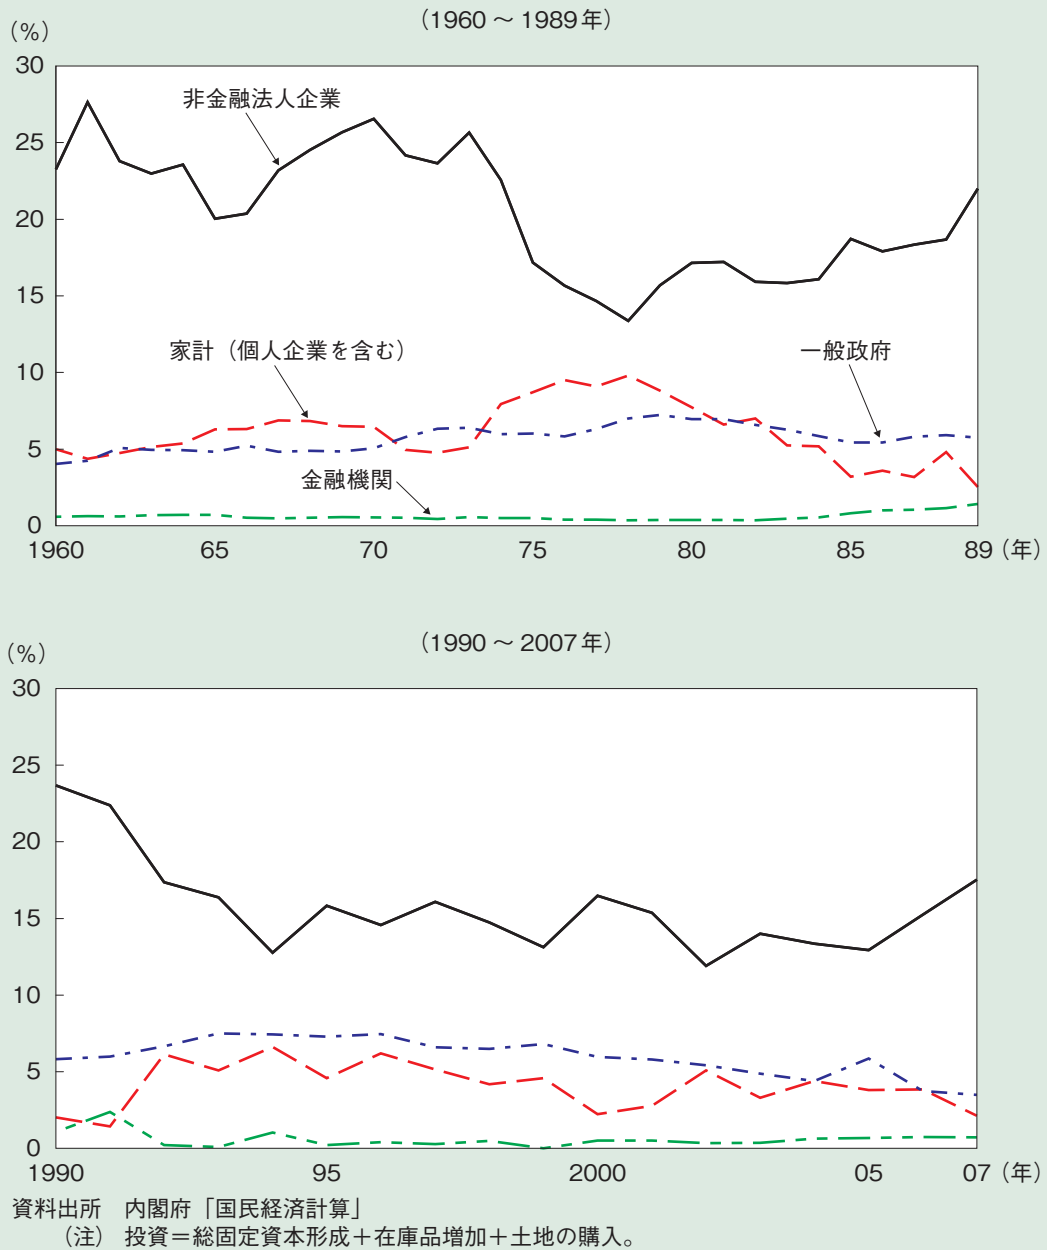 (1960 ～ 1989年)
(%)
30
非金融法人企業
25
20
15
家計（個人企業を含む）
一般政府
10
5
金融機関
0
1960 65 70 75 80 85 89 (年)
(1990 ～ 2007年)
(%)
30
25
20
15
10
5
0
1990 95 2000 05 07 (年)
資料出所　内閣府「国民経済計算」
（注）　投資＝総固定資本形成＋在庫品増加＋土地の購入。